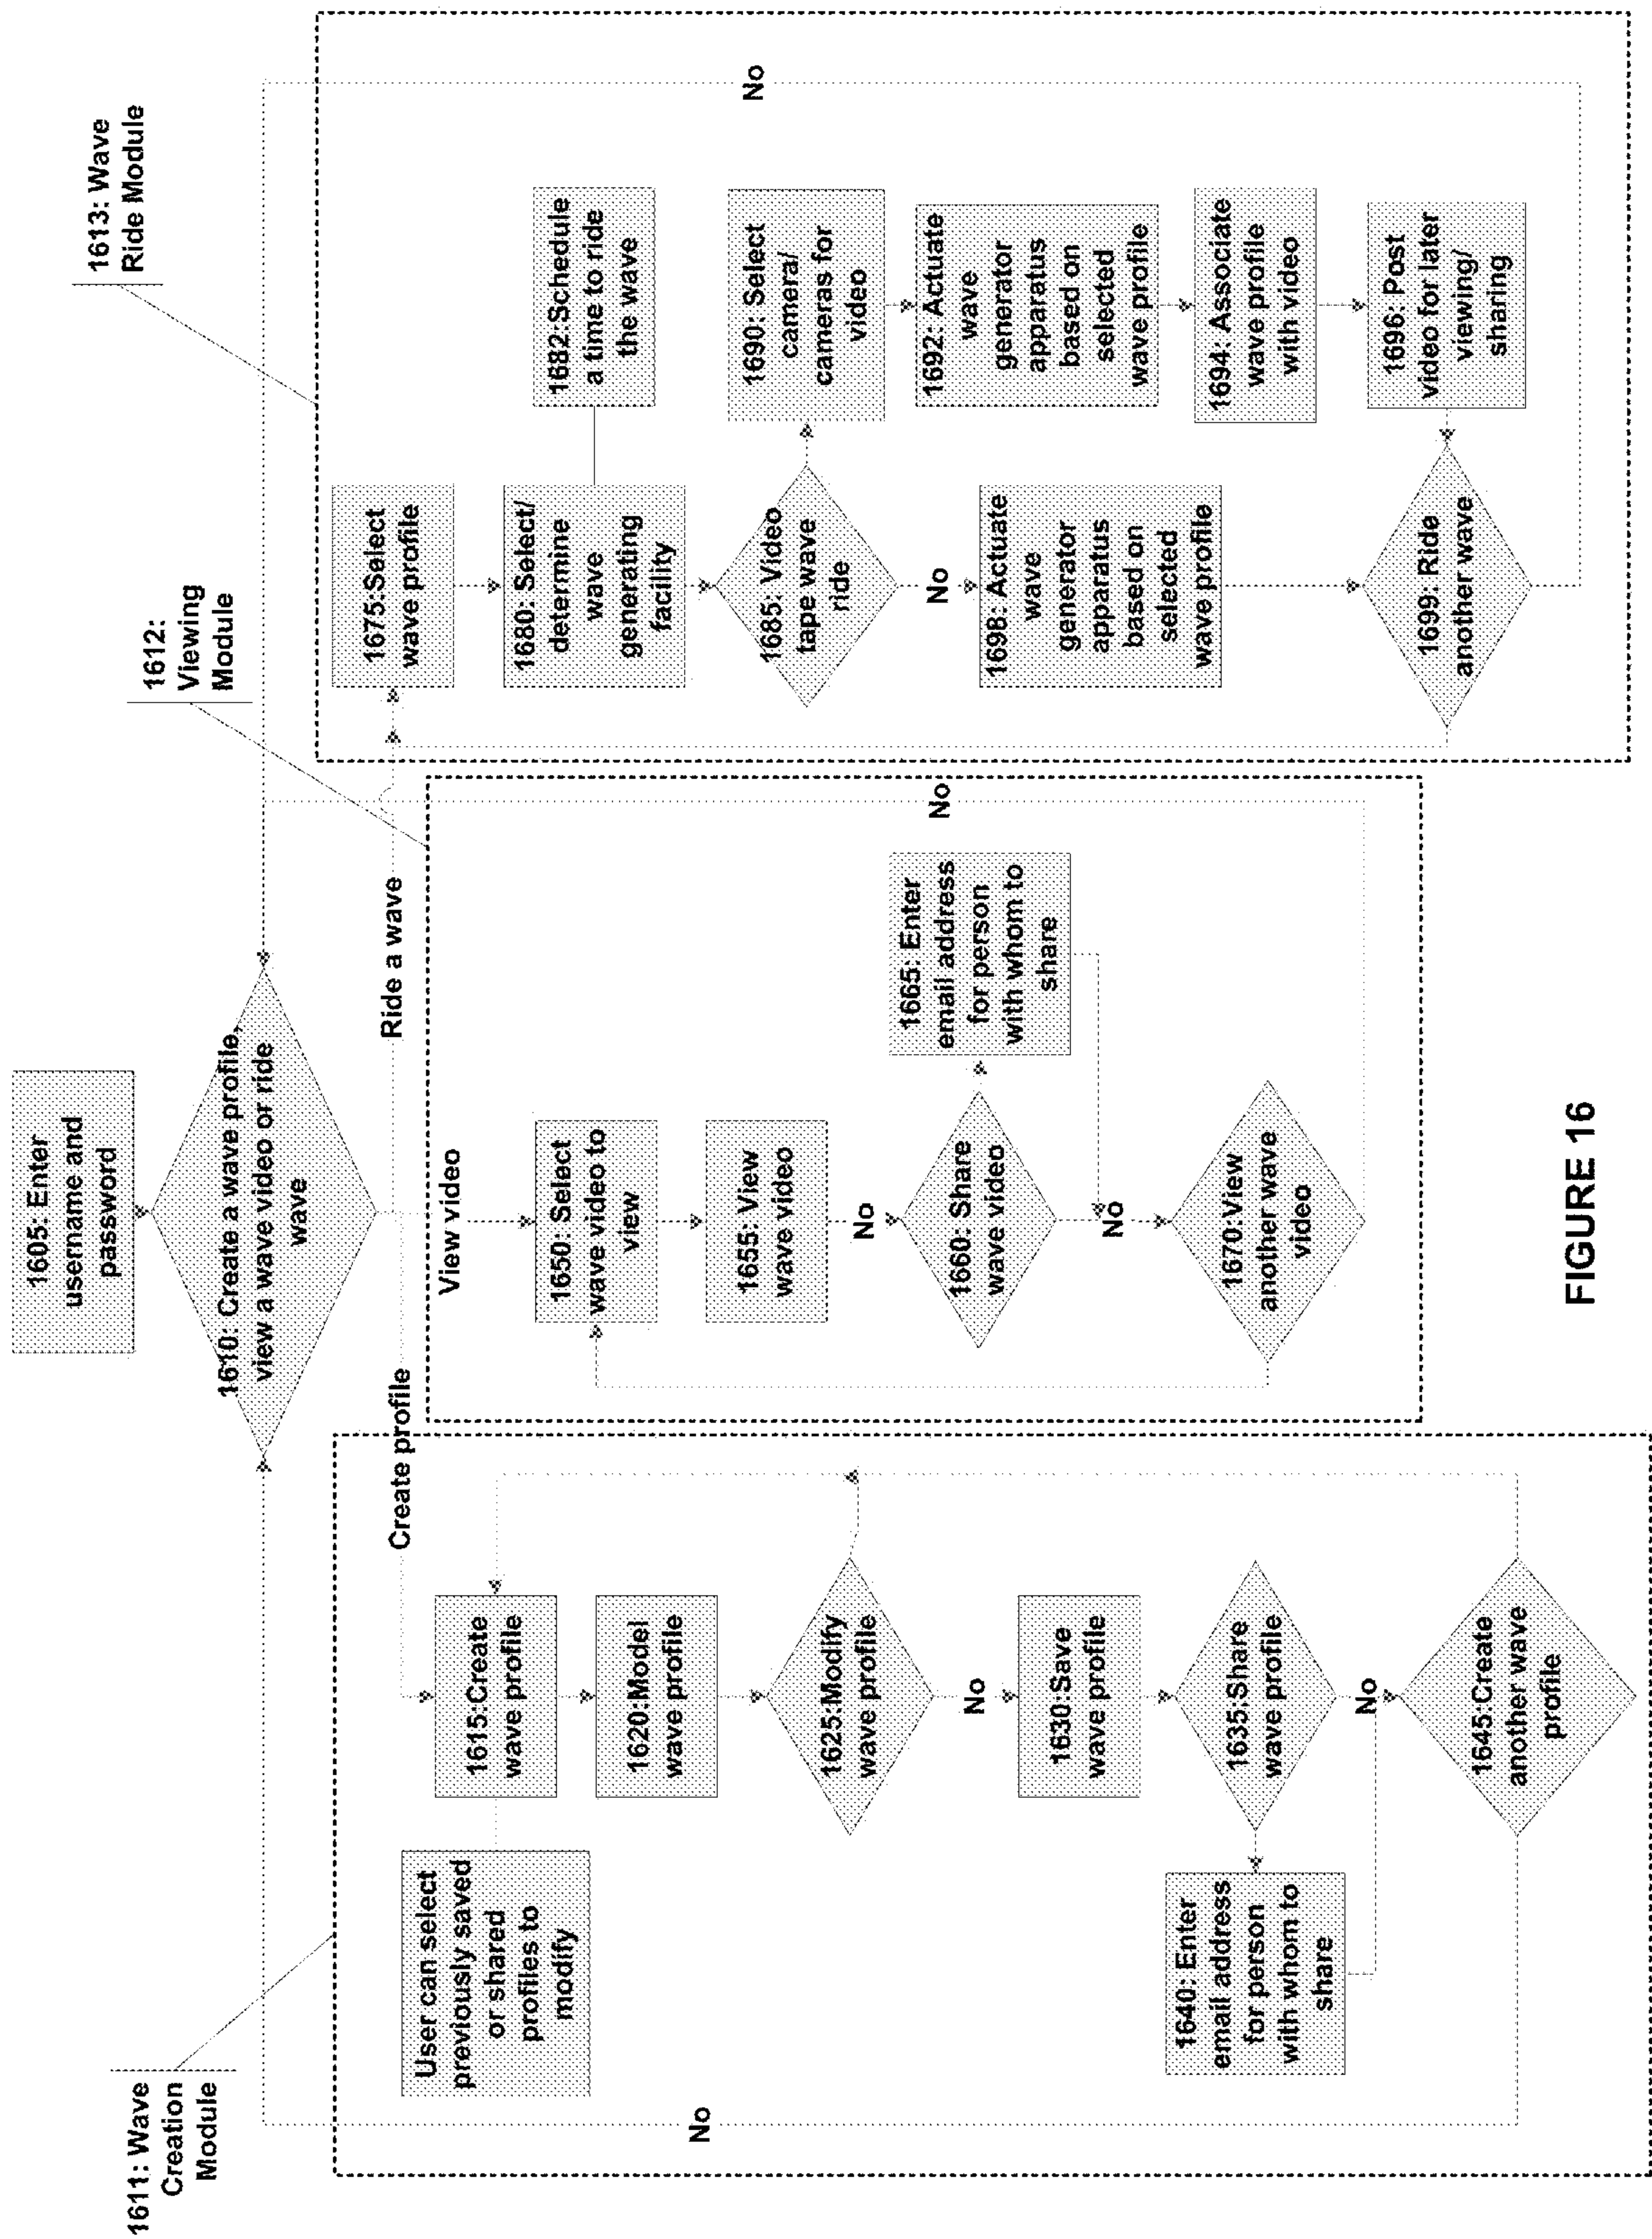 1605: Enter
username and
password
1610: Create a wave profile,
view a wave video or ride
wave
1611: Wave
Creation
Module
1612:
Viewing
Module
1613: Wave
Ride Module
Create profile
View video
Ride a wave
User can select
previously saved
or shared
profiles to
modify
1615:Create
wave profile
1620:Model
wave profile
1625:Modify
wave profile
No
1630:Save
wave profile
1635:Share
wave profile
1640: Enter
email address
for person
with whom to
share
No
1645:Create
another wave
profile
No
1650: Select
wave video to
view
1655: View
wave video
No
1660: Share
wave video
1665: Enter
email address
for person
with whom to
share
No
1670:View
another wave
video
No
1675:Select
wave profile
1680: Select/
determine
wave
generating
facility
1682:Schedule
a time to ride
the wave
1685: Video
tape wave
ride
1690: Select
camera/
cameras for
video
1692: Actuate
wave
generator
apparatus
based on
selected
wave profile
1694: Associate
wave profile
with video
1696: Post
video for later
viewing/
sharing
No
1698: Actuate
wave
generator
apparatus
based on
selected
wave profile
1699: Ride
another wave
No
FIGURE 16